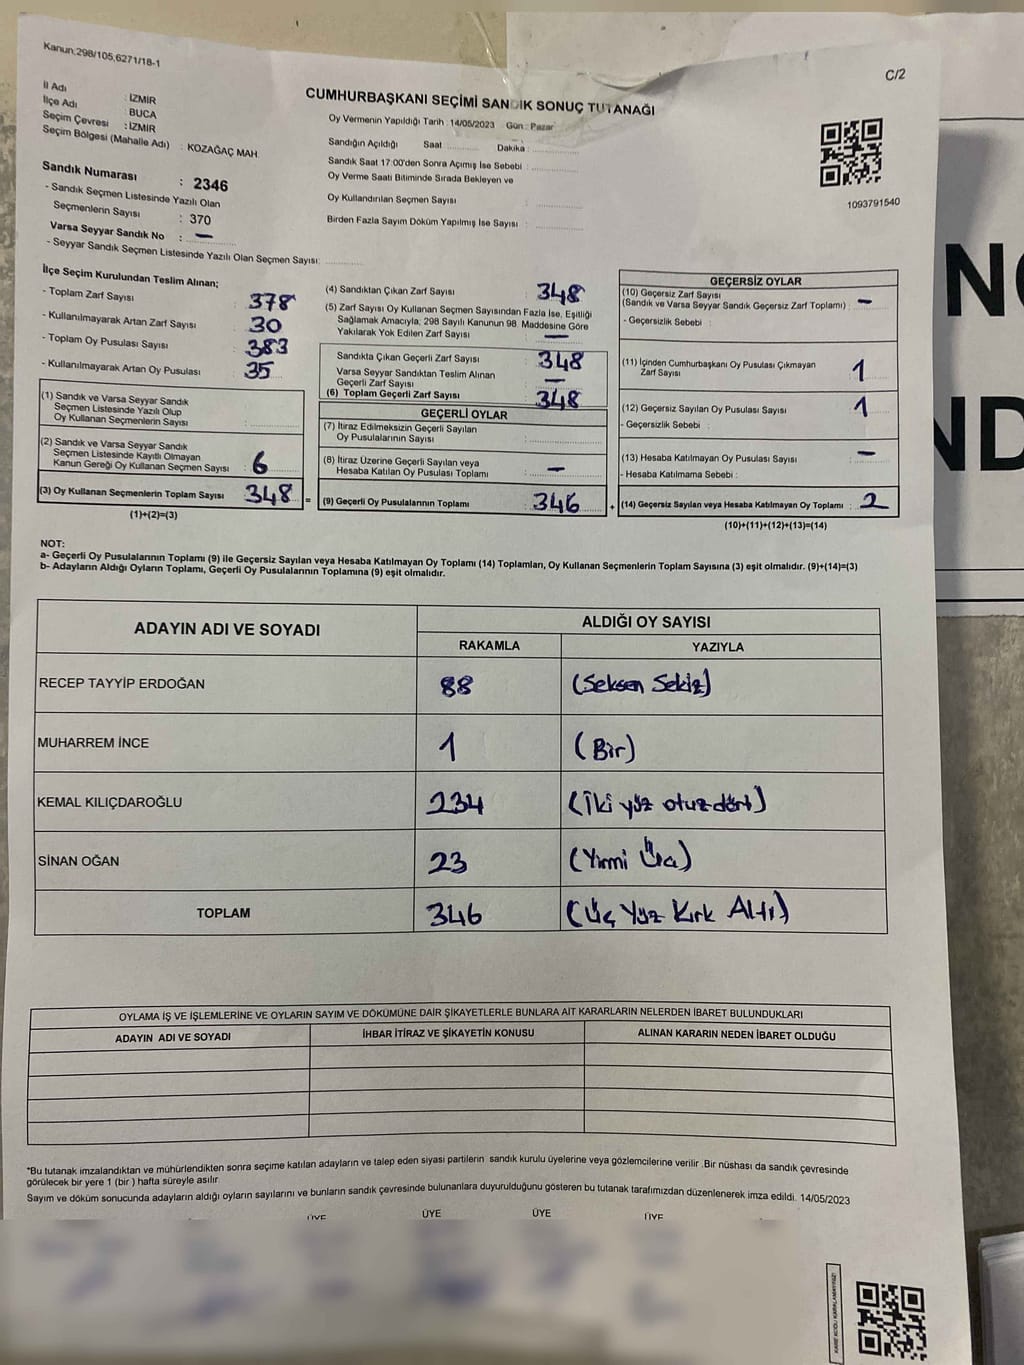 Kanun;298/105,6271/18-1
C/2
İl Adı : İZMİR
İlçe Adı : BUCA
Seçim Çevresi : İZMİR
Seçim Bölgesi (Mahalle Adı) : KOZAĞAÇ MAH.
Sandık Numarası : 2346
- Sandık Seçmen Listesinde Yazılı Olan
Seçmenlerin Sayısı : 370
Varsa Seyyar Sandık No : —
- Seyyar Sandık Seçmen Listesinde Yazılı Olan Seçmen Sayısı:
CUMHURBAŞKANI SEÇİMİ SANDIK SONUÇ TUTANAĞI
Oy Vermenin Yapıldığı Tarih : 14/05/2023 Gün : Pazar
Sandığın Açıldığı Saat Dakika :
Sandık Saat 17:00'den Sonra Açımış İse Sebebi :
Oy Verme Saati Bitiminde Sırada Bekleyen ve
Oy Kullandırılan Seçmen Sayısı :
Birden Fazla Sayım Döküm Yapılmış İse Sayısı :
1093791540
İlçe Seçim Kurulundan Teslim Alınan;
- Toplam Zarf Sayısı : 378
- Kullanılmayarak Artan Zarf Sayısı : 30
- Toplam Oy Pusulası Sayısı : 383
- Kullanılmayarak Artan Oy Pusulası : 35
(1) Sandık ve Varsa Seyyar Sandık
Seçmen Listesinde Yazılı Olup
Oy Kullanan Seçmenlerin Sayısı :
(2) Sandık ve Varsa Seyyar Sandık
Seçmen Listesinde Kayıtlı Olmayan
Kanun Gereği Oy Kullanan Seçmen Sayısı : 6
(3) Oy Kullanan Seçmenlerin Toplam Sayısı : 348 =
(1)+(2)=(3)
(4) Sandıktan Çıkan Zarf Sayısı : 348
(5) Zarf Sayısı Oy Kullanan Seçmen Sayısından Fazla İse, Eşitliği
Sağlamak Amacıyla, 298 Sayılı Kanunun 98. Maddesine Göre
Yakılarak Yok Edilen Zarf Sayısı : —
Sandıkta Çıkan Geçerli Zarf Sayısı : 348
Varsa Seyyar Sandıktan Teslim Alınan
Geçerli Zarf Sayısı : —
(6) Toplam Geçerli Zarf Sayısı : 348
GEÇERLİ OYLAR
(7) İtiraz Edilmeksizin Geçerli Sayılan
Oy Pusulalarının Sayısı :
(8) İtiraz Üzerine Geçerli Sayılan veya
Hesaba Katılan Oy Pusulası Toplamı : —
(9) Geçerli Oy Pusulalarının Toplamı : 346 +
GEÇERSİZ OYLAR
(10) Geçersiz Zarf Sayısı
(Sandık ve Varsa Seyyar Sandık Geçersiz Zarf Toplamı) : —
- Geçersizlik Sebebi :
(11) İçinden Cumhurbaşkanı Oy Pusulası Çıkmayan
Zarf Sayısı : 1
(12) Geçersiz Sayılan Oy Pusulası Sayısı : 1
- Geçersizlik Sebebi :
(13) Hesaba Katılmayan Oy Pusulası Sayısı : —
- Hesaba Katılmama Sebebi :
(14) Geçersiz Sayılan veya Hesaba Katılmayan Oy Toplamı : 2
(10)+(11)+(12)+(13)=(14)
NOT:
a- Geçerli Oy Pusulalarının Toplamı (9) ile Geçersiz Sayılan veya Hesaba Katılmayan Oy Toplamı (14) Toplamları, Oy Kullanan Seçmenlerin Toplam Sayısına (3) eşit olmalıdır. (9)+(14)=(3)
b- Adayların Aldığı Oyların Toplamı, Geçerli Oy Pusulalarının Toplamına (9) eşit olmalıdır.
ADAYIN ADI VE SOYADI ALDIĞI OY SAYISI
RAKAMLA YAZIYLA
RECEP TAYYİP ERDOĞAN 88 (Seksen Sekiz)
MUHARREM İNCE 1 (Bir)
KEMAL KILIÇDAROĞLU 234 (İki yüz otuz dört)
SİNAN OĞAN 23 (Yirmi Üç)
TOPLAM 346 (Üç Yüz Kırk Altı)
OYLAMA İŞ VE İŞLEMLERİNE VE OYLARIN SAYIM VE DÖKÜMÜNE DAİR ŞİKAYETLERLE BUNLARA AİT KARARLARIN NELERDEN İBARET BULUNDUKLARI
ADAYIN ADI VE SOYADI İHBAR İTİRAZ VE ŞİKAYETİN KONUSU ALINAN KARARIN NEDEN İBARET OLDUĞU
*Bu tutanak imzalandıktan ve mühürlendikten sonra seçime katılan adayların ve talep eden siyasi partilerin sandık kurulu üyelerine veya gözlemcilerine verilir .Bir nüshası da sandık çevresinde
görülecek bir yere 1 (bir ) hafta süreyle asılır.
Sayım ve döküm sonucunda adayların aldığı oyların sayılarını ve bunların sandık çevresinde bulunanlara duyurulduğunu gösteren bu tutanak tarafımızdan düzenlenerek imza edildi. 14/05/2023
ÜYE ÜYE ÜYE ÜYE